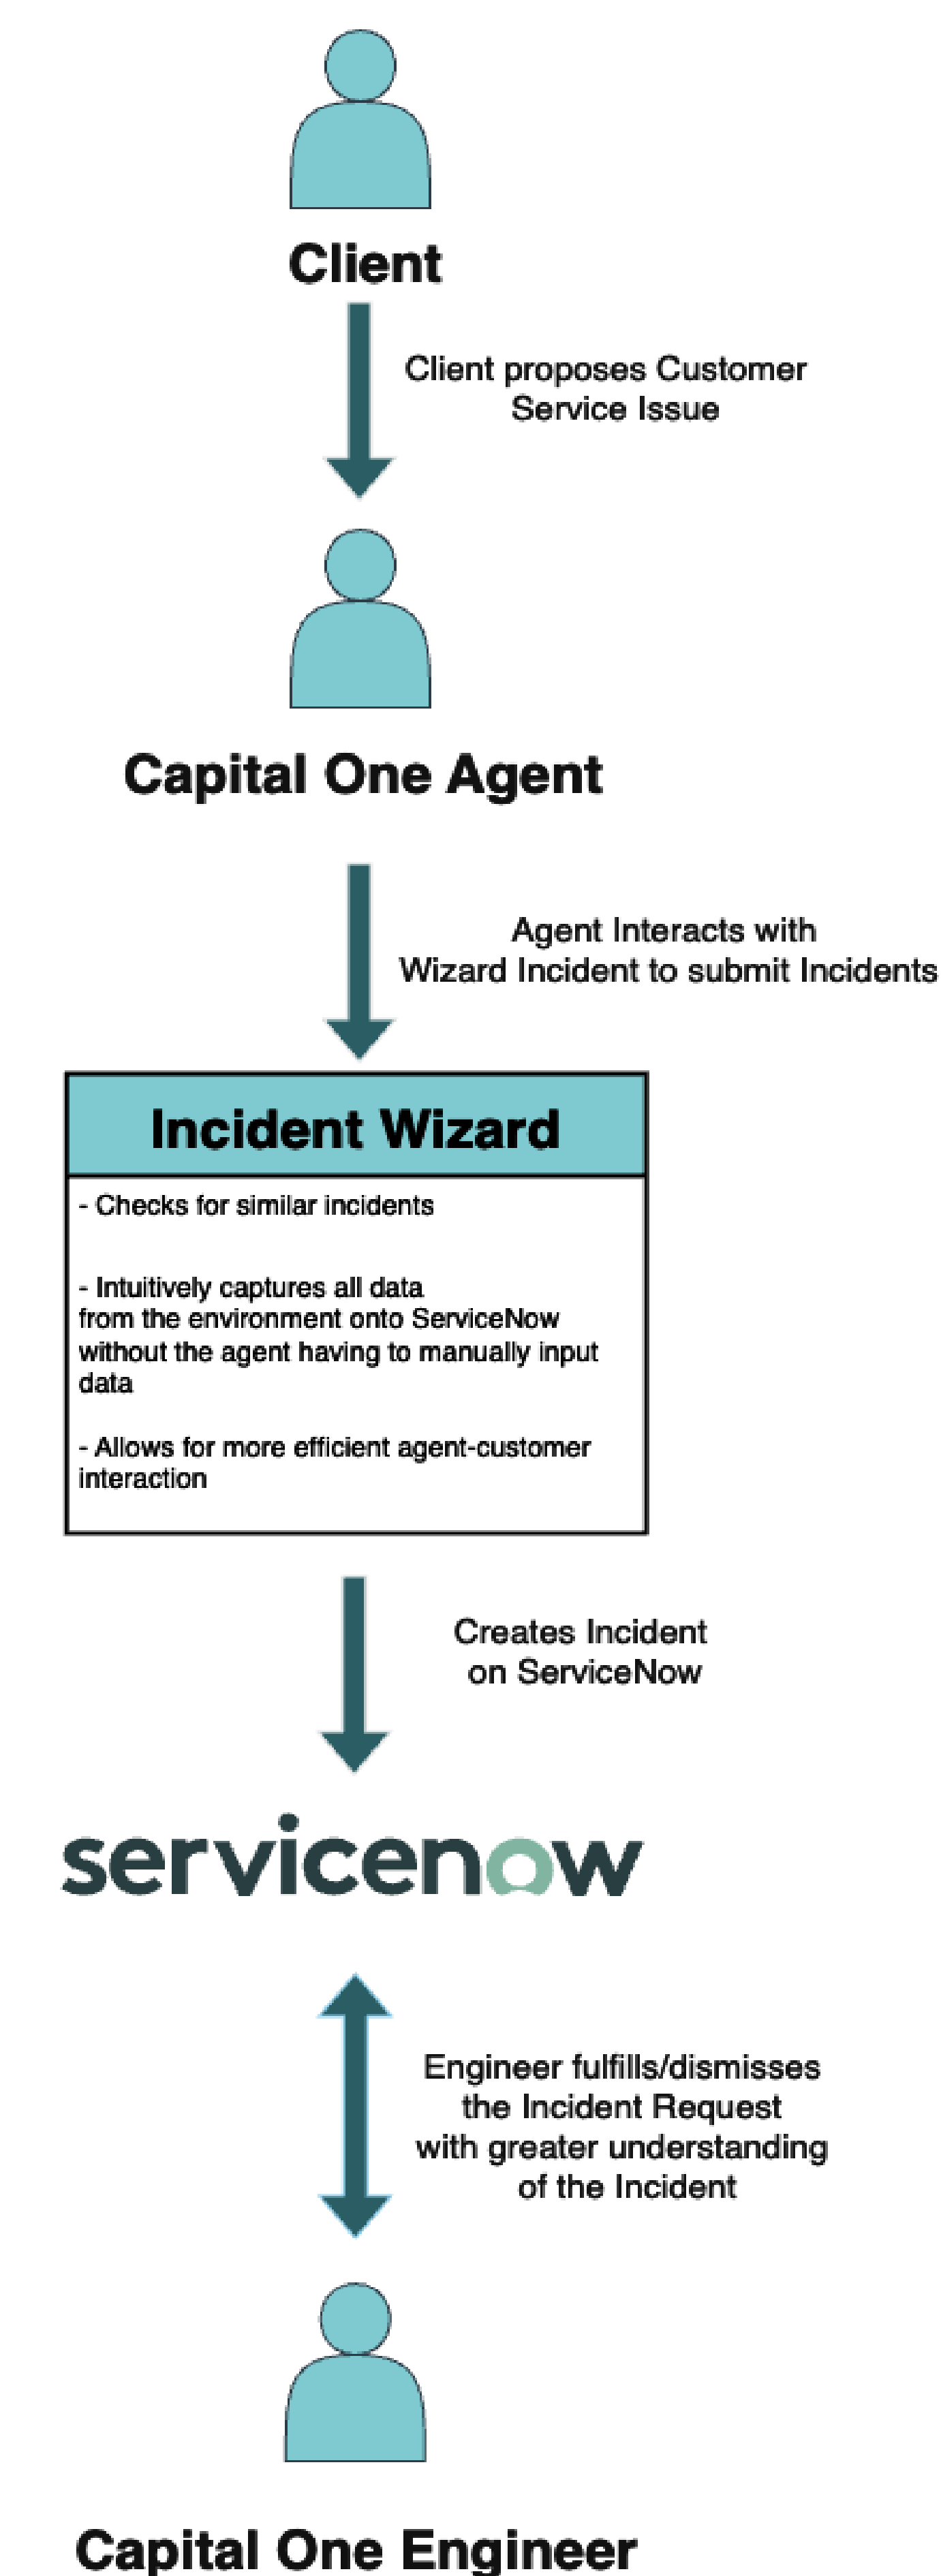 Client
Client proposes Customer
Service Issue
Capital One Agent
Agent Interacts with
Wizard Incident to submit Incidents
Incident Wizard
- Checks for similar incidents
- Intuitively captures all data
from the environment onto ServiceNow
without the agent having to manually input
data
- Allows for more efficient agent-customer
interaction
Creates Incident
on ServiceNow
servicenow
Engineer fulfills/dismisses
the Incident Request
with greater understanding
of the Incident
Capital One Engineer